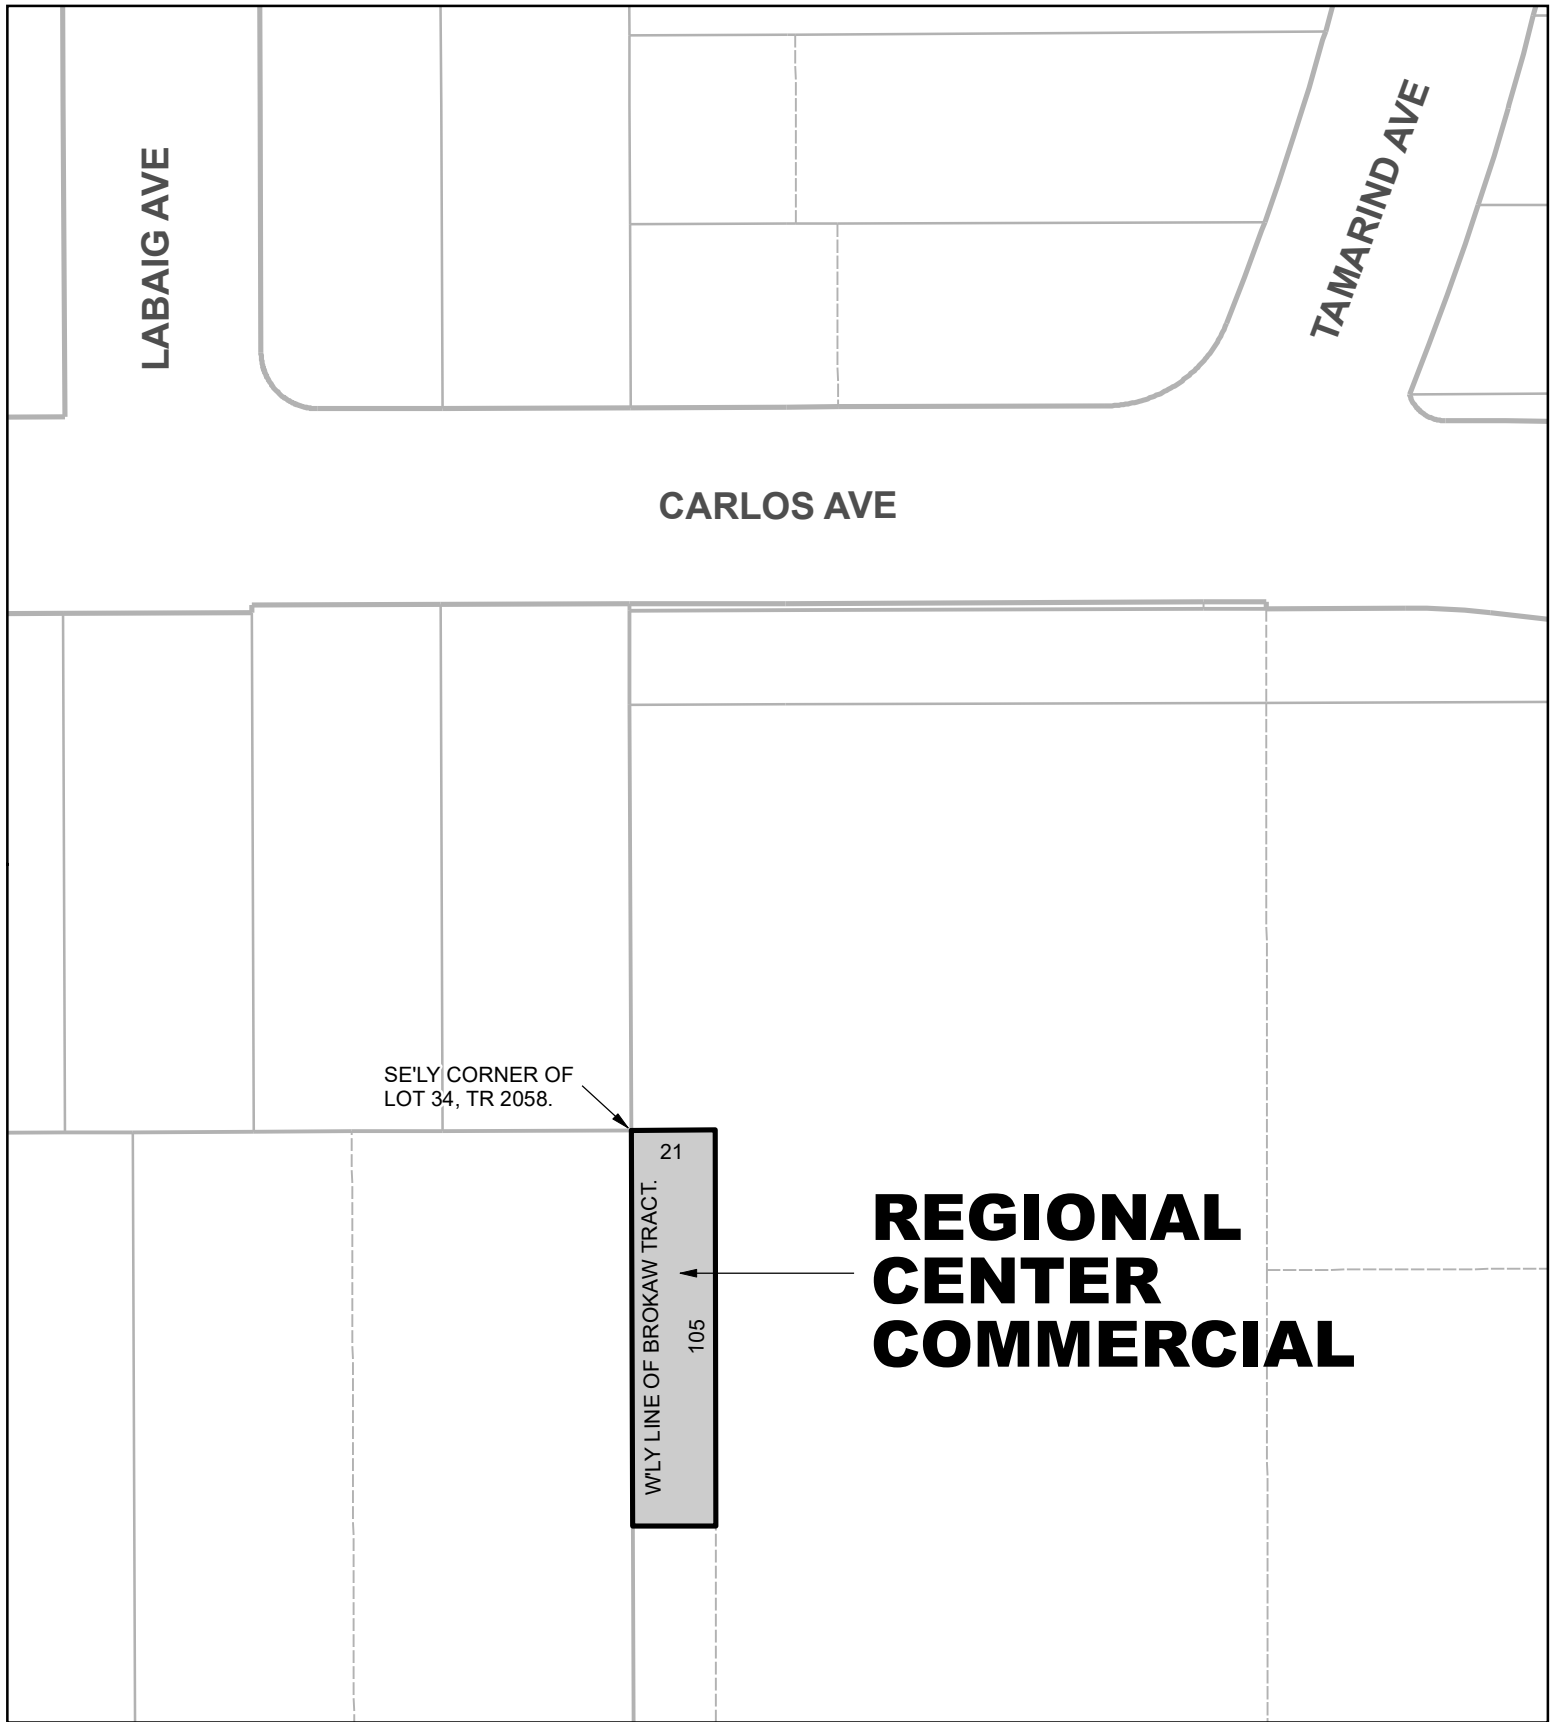 LABAIG AVE
TAMARIND AVE
CARLOS AVE
SE'LY CORNER OF
LOT 34, TR 2058.
21
W'LY LINE OF BROKAW TRACT.
105
REGIONAL
CENTER
COMMERCIAL